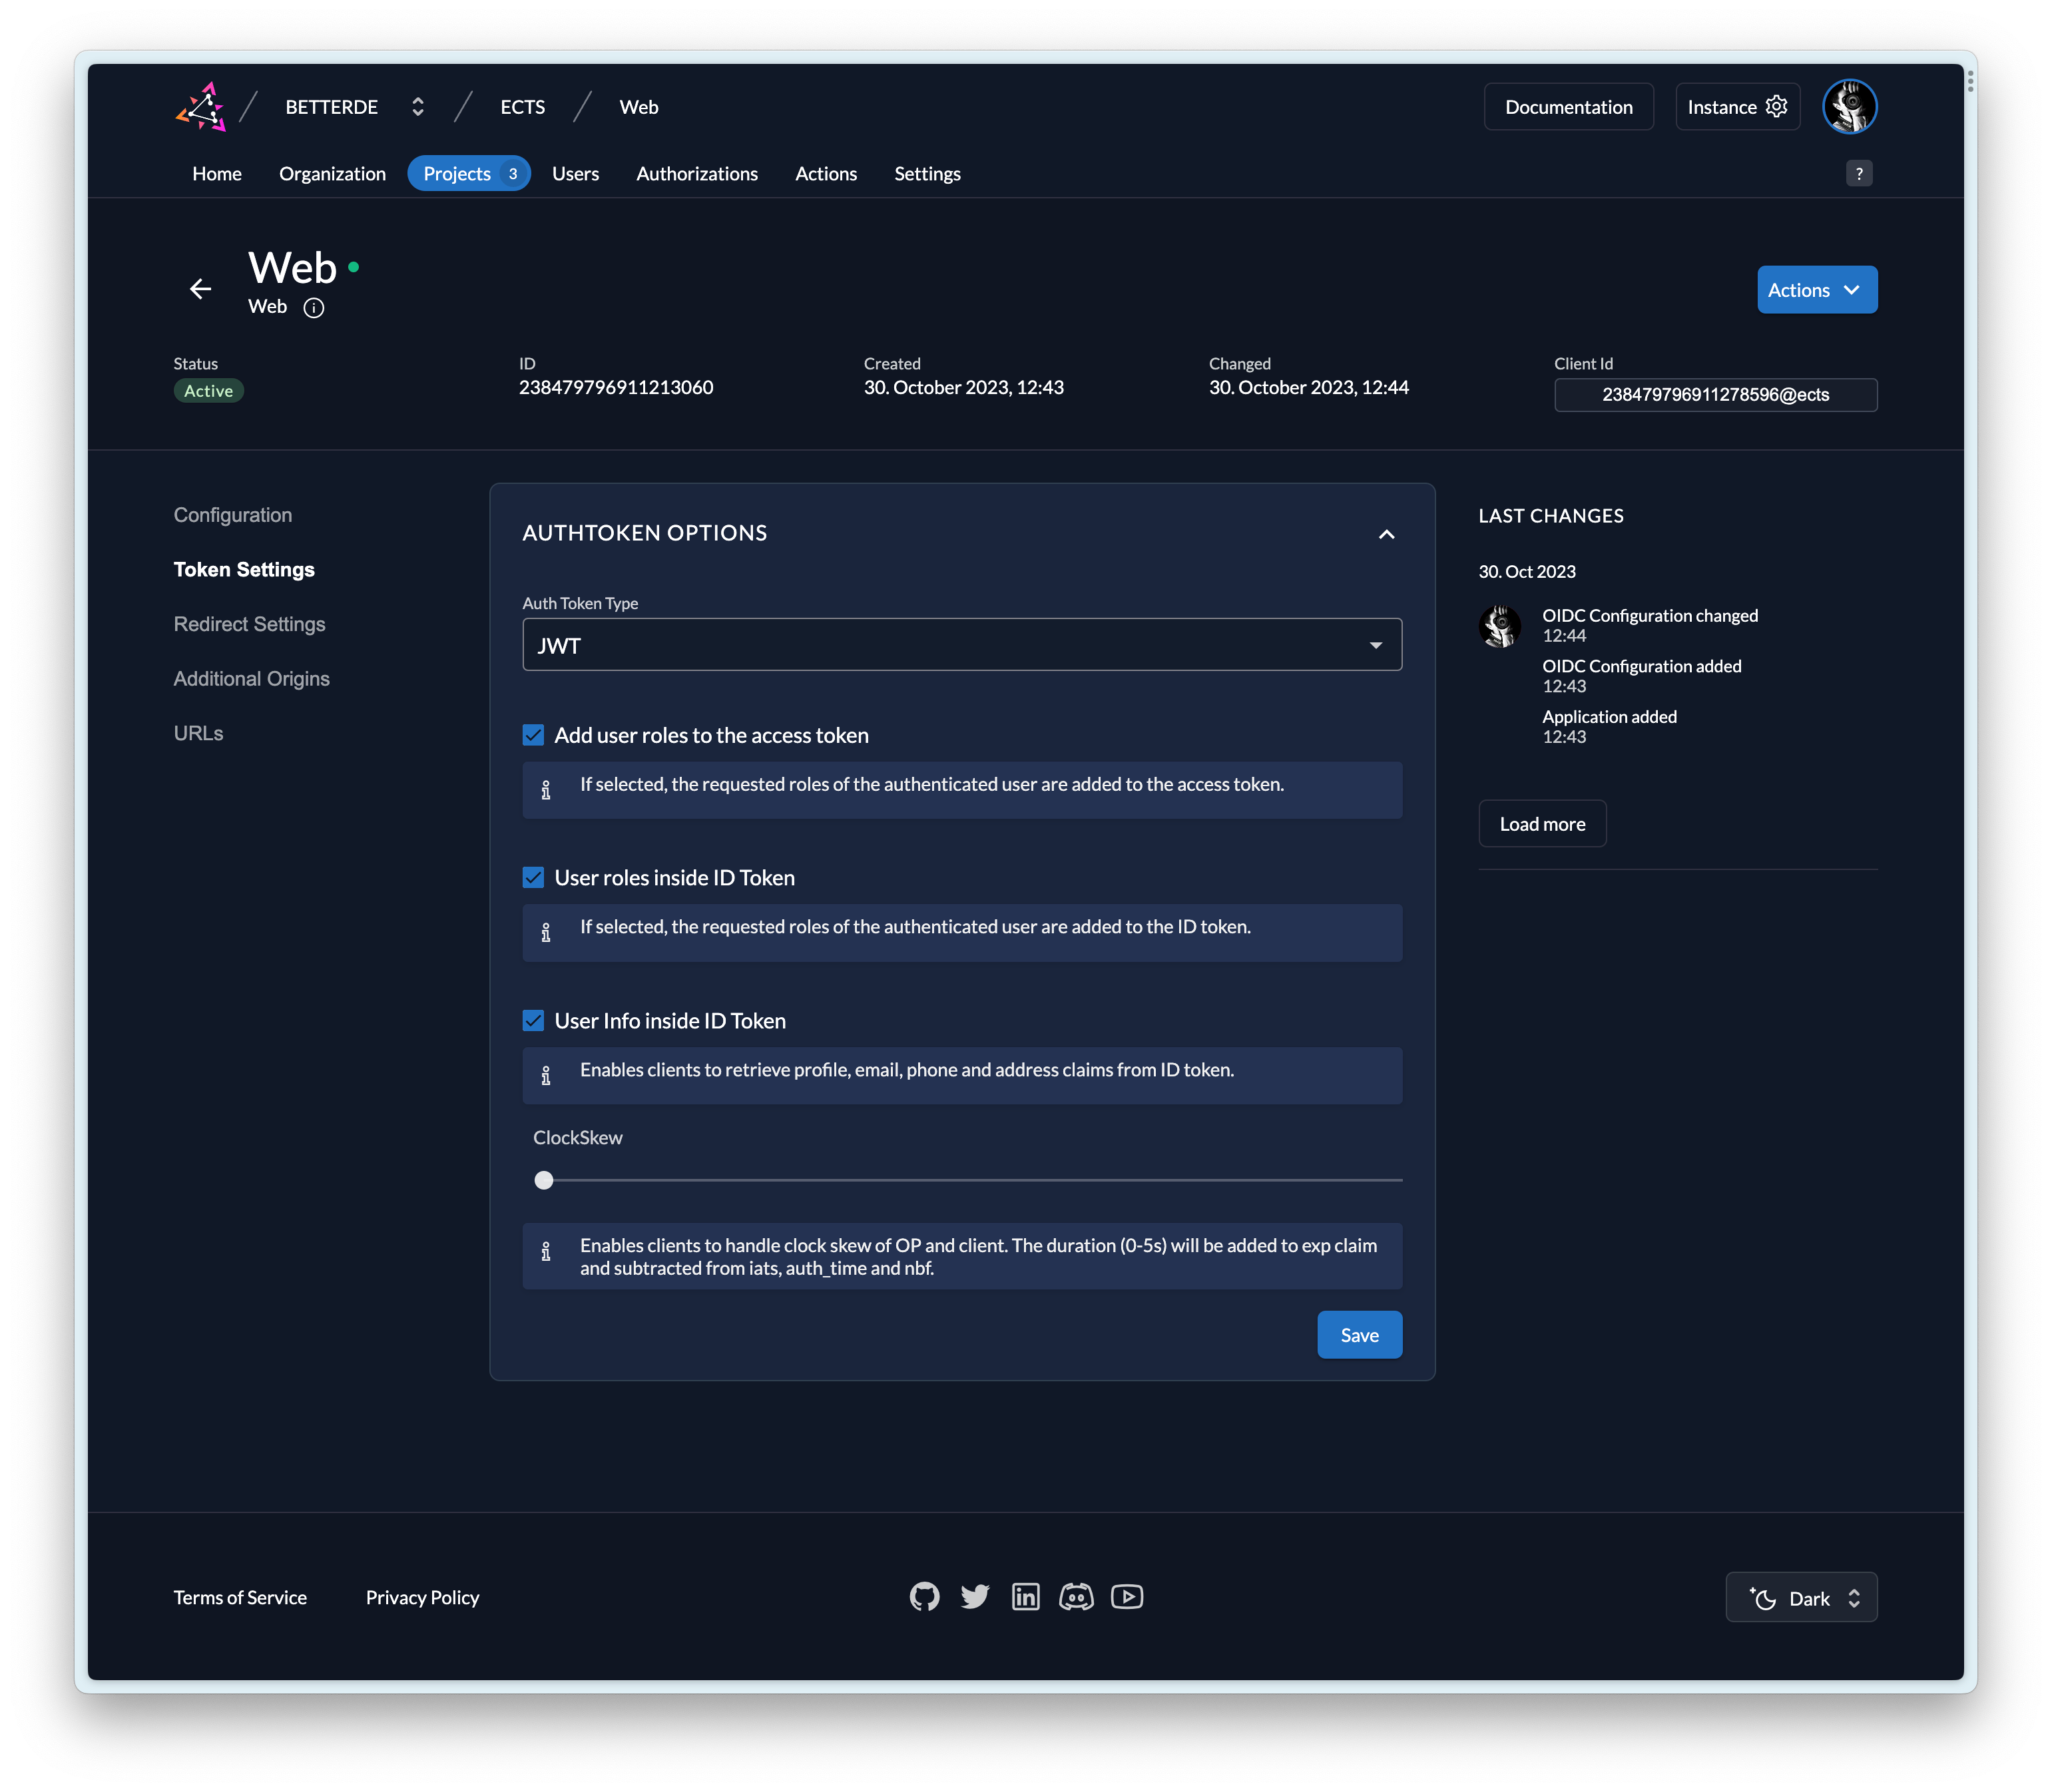 BETTERDE
ECTS
Web
Documentation
Instance
Home
Organization
Projects 3
Users
Authorizations
Actions
Settings
?
Web
Web
Actions
Status
Active
ID
238479796911213060
Created
30. October 2023, 12:43
Changed
30. October 2023, 12:44
Client Id
238479796911278596@ects
Configuration
Token Settings
Redirect Settings
Additional Origins
URLs
AUTHTOKEN OPTIONS
Auth Token Type
JWT
Add user roles to the access token
If selected, the requested roles of the authenticated user are added to the access token.
User roles inside ID Token
If selected, the requested roles of the authenticated user are added to the ID token.
User Info inside ID Token
Enables clients to retrieve profile, email, phone and address claims from ID token.
ClockSkew
Enables clients to handle clock skew of OP and client. The duration (0-5s) will be added to exp claim
and subtracted from iats, auth_time and nbf.
Save
LAST CHANGES
30. Oct 2023
OIDC Configuration changed
12:44
OIDC Configuration added
12:43
Application added
12:43
Load more
Terms of Service
Privacy Policy
Dark